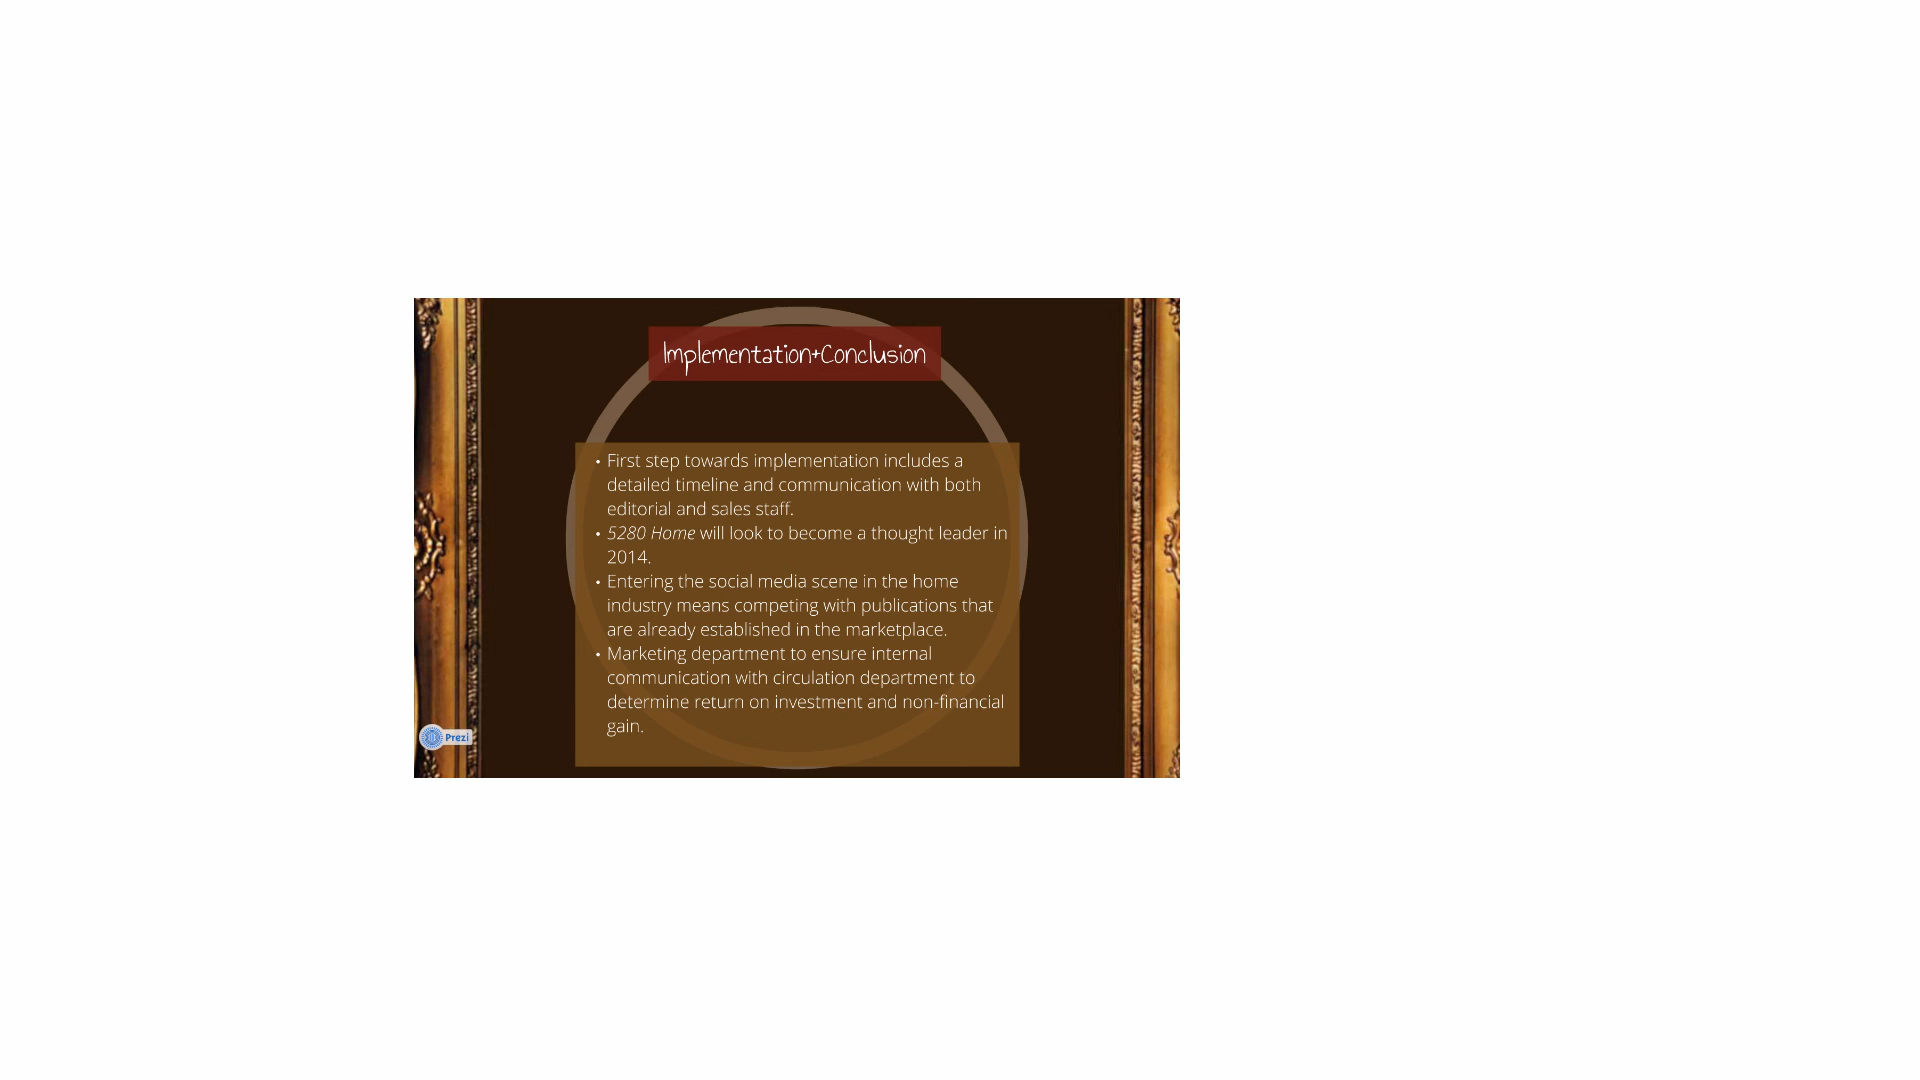 Implementation+Conclusion
• First step towards implementation includes a
detailed timeline and communication with both
editorial and sales staff.
• 5280 Home will look to become a thought leader in
2014.
• Entering the social media scene in the home
industry means competing with publications that
are already established in the marketplace.
• Marketing department to ensure internal
communication with circulation department to
determine return on investment and non-financial
gain.
Prezi